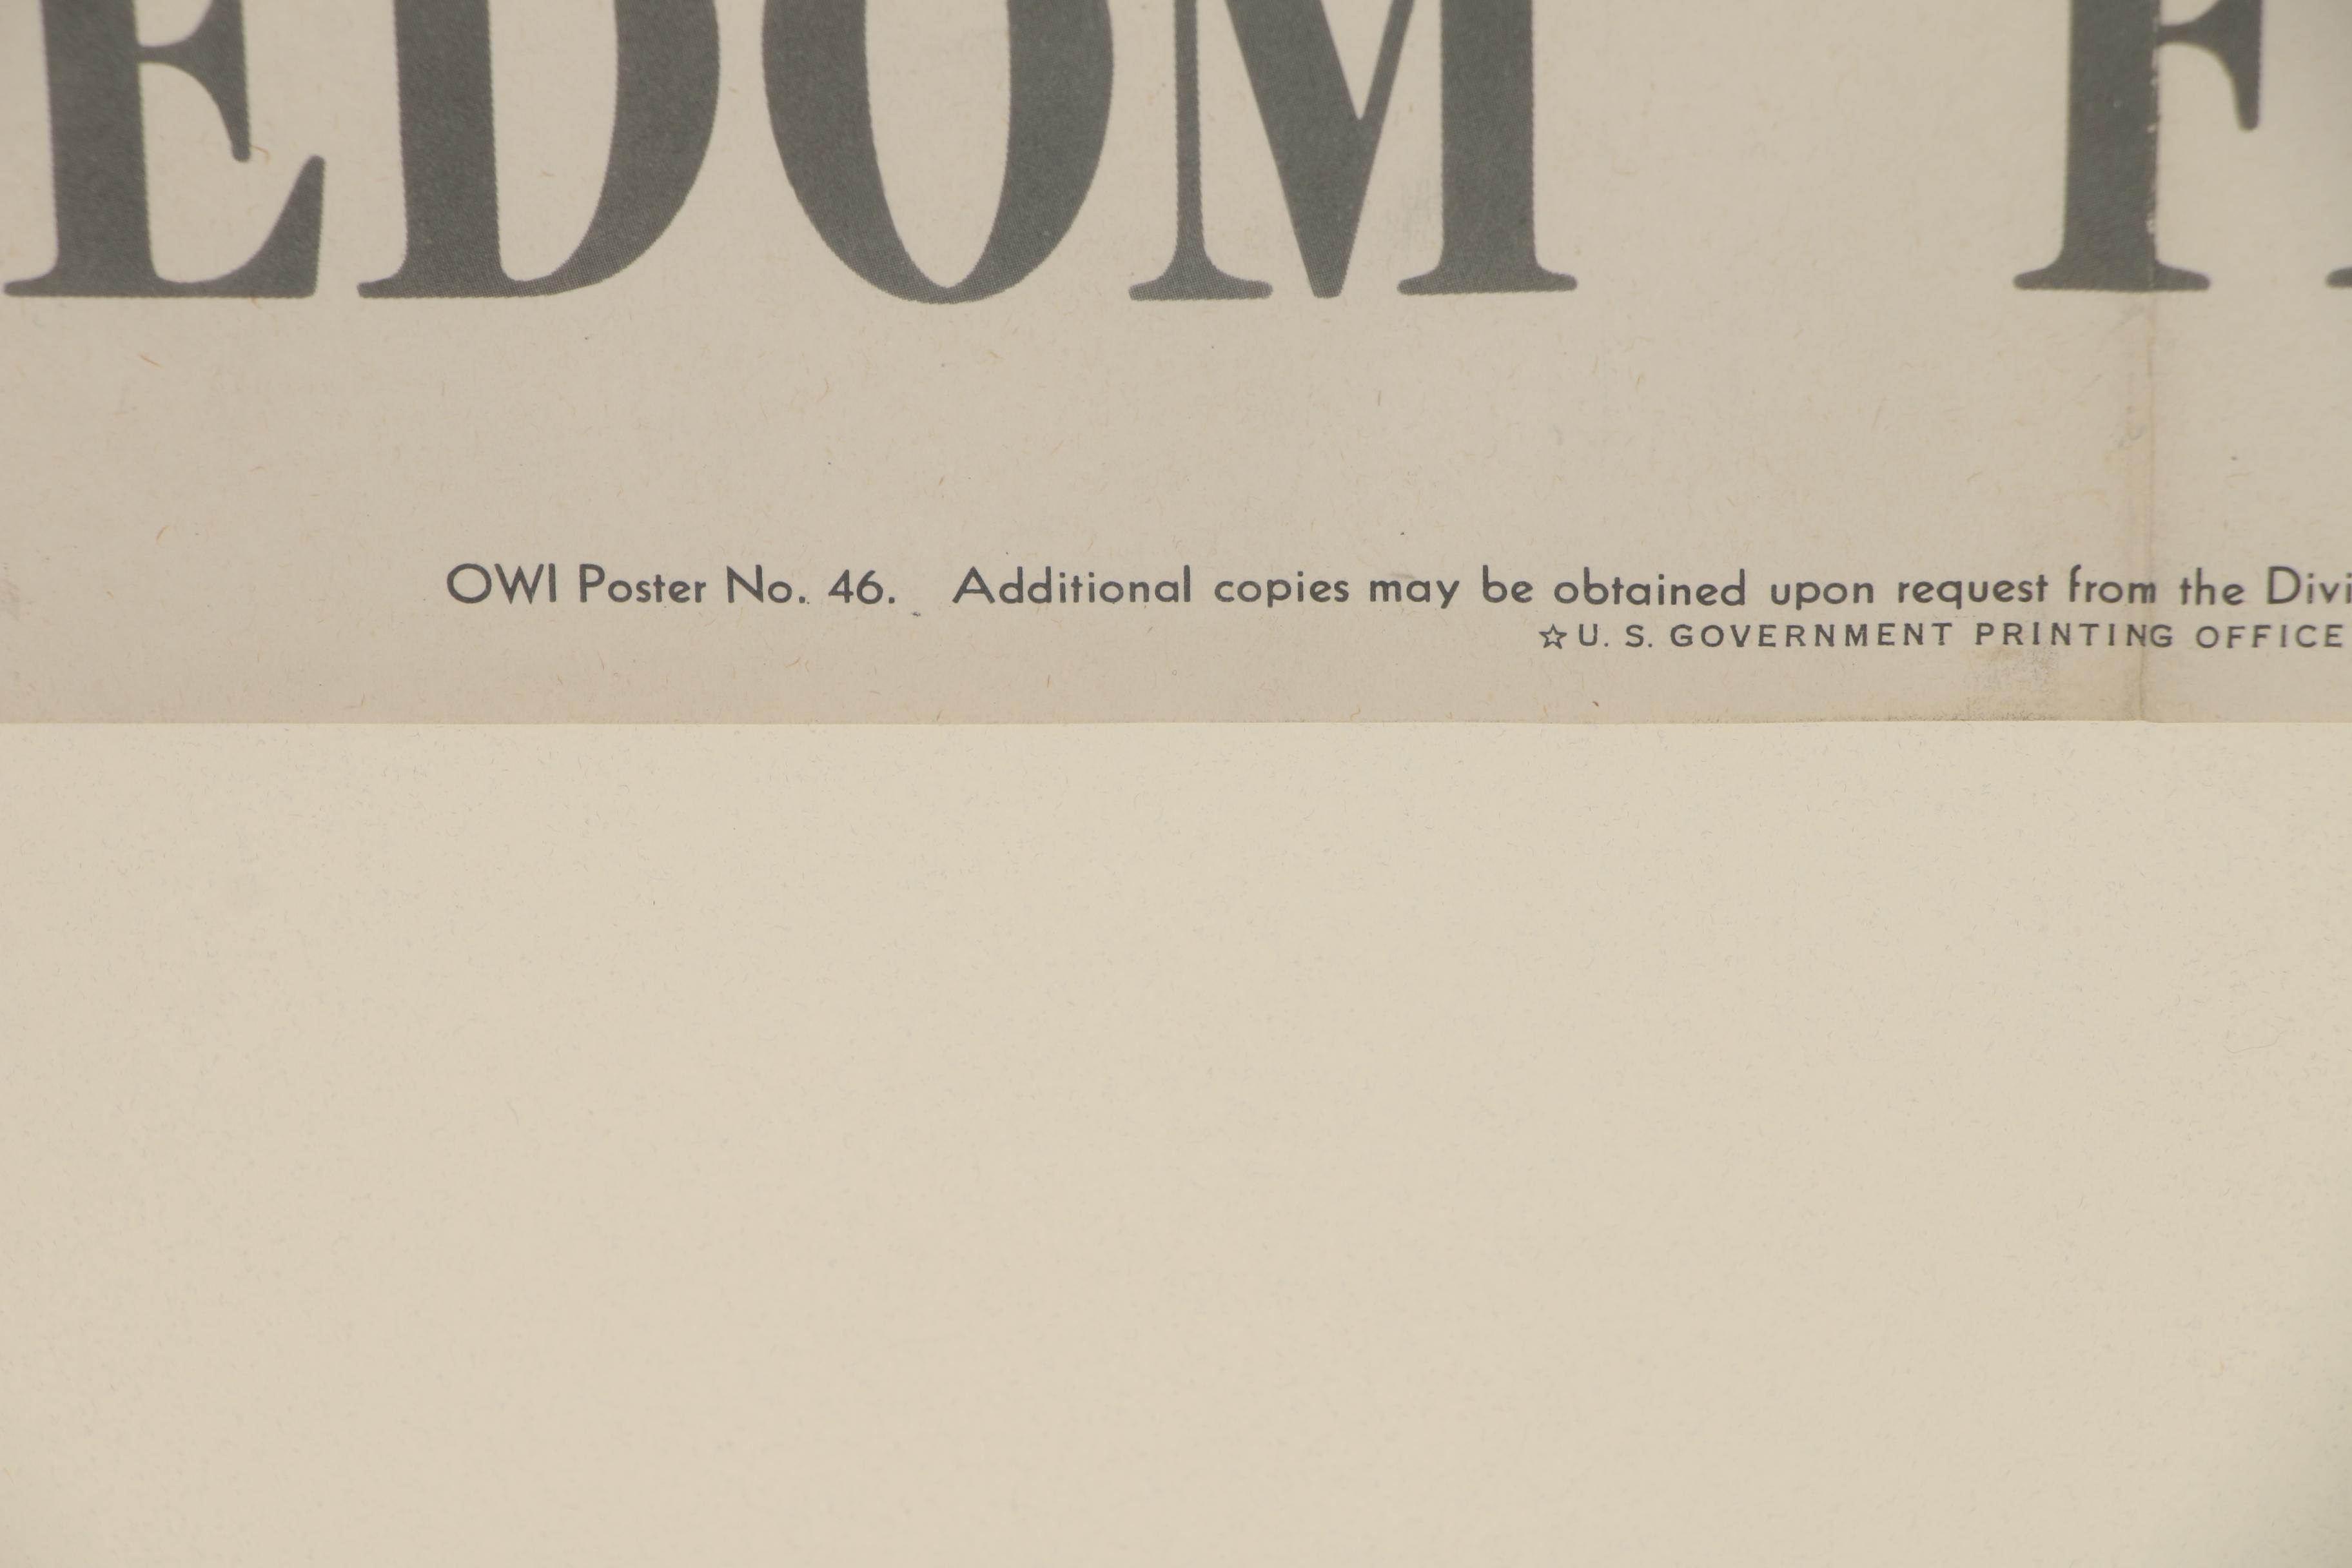 EDOM F
OWI Poster No. 46. Additional copies may be obtained upon request from the Divi
☆ U. S. GOVERNMENT PRINTING OFFICE